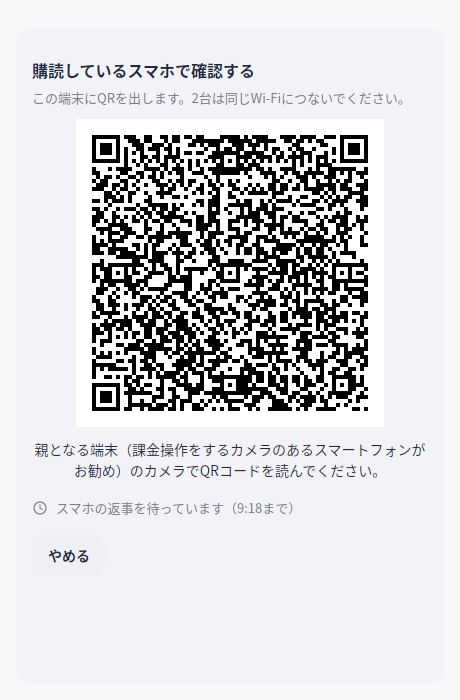 購読しているスマホで確認する
この端末にQRを出します。2台は同じWi-Fiにつないでください。
親となる端末（課金操作をするカメラのあるスマートフォンが
お勧め）のカメラでQRコードを読んでください。
スマホの返事を待っています（9:18まで）
やめる